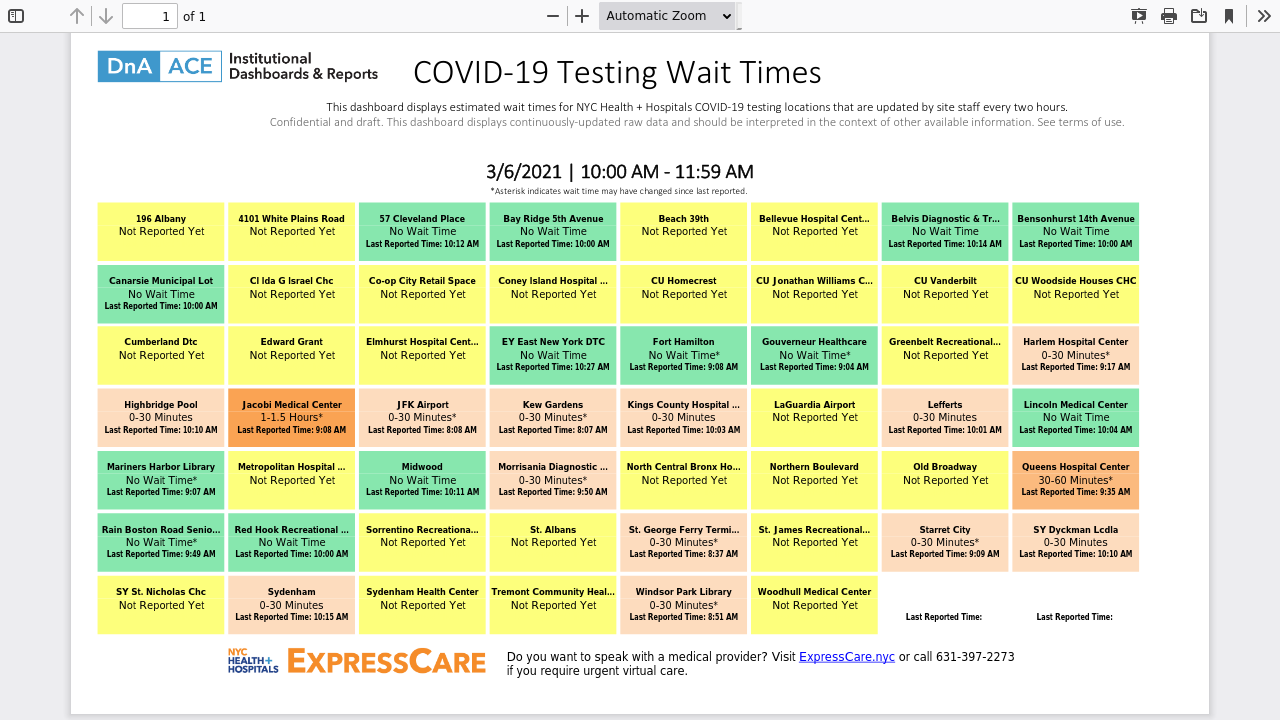 1 of 1 Automatic Zoom
DnA ACE Institutional
Dashboards & Reports
COVID-19 Testing Wait Times
This dashboard displays estimated wait times for NYC Health + Hospitals COVID-19 testing locations that are updated by site staff every two hours.
Confidential and draft. This dashboard displays continuously-updated raw data and should be interpreted in the context of other available information. See terms of use.
3/6/2021 | 10:00 AM - 11:59 AM
*Asterisk indicates wait time may have changed since last reported.
196 Albany
Not Reported Yet
4101 White Plains Road
Not Reported Yet
57 Cleveland Place
No Wait Time
Last Reported Time: 10:12 AM
Bay Ridge 5th Avenue
No Wait Time
Last Reported Time: 10:00 AM
Beach 39th
Not Reported Yet
Bellevue Hospital Cent...
Not Reported Yet
Belvis Diagnostic & Tr...
No Wait Time
Last Reported Time: 10:14 AM
Bensonhurst 14th Avenue
No Wait Time
Last Reported Time: 10:00 AM
Canarsie Municipal Lot
No Wait Time
Last Reported Time: 10:00 AM
CI Ida G Israel Chc
Not Reported Yet
Co-op City Retail Space
Not Reported Yet
Coney Island Hospital ...
Not Reported Yet
CU Homecrest
Not Reported Yet
CU Jonathan Williams C...
Not Reported Yet
CU Vanderbilt
Not Reported Yet
CU Woodside Houses CHC
Not Reported Yet
Cumberland Dtc
Not Reported Yet
Edward Grant
Not Reported Yet
Elmhurst Hospital Cent...
Not Reported Yet
EY East New York DTC
No Wait Time
Last Reported Time: 10:27 AM
Fort Hamilton
No Wait Time*
Last Reported Time: 9:08 AM
Gouverneur Healthcare
No Wait Time*
Last Reported Time: 9:04 AM
Greenbelt Recreational...
Not Reported Yet
Harlem Hospital Center
0-30 Minutes*
Last Reported Time: 9:17 AM
Highbridge Pool
0-30 Minutes
Last Reported Time: 10:10 AM
Jacobi Medical Center
1-1.5 Hours*
Last Reported Time: 9:08 AM
JFK Airport
0-30 Minutes*
Last Reported Time: 8:08 AM
Kew Gardens
0-30 Minutes*
Last Reported Time: 8:07 AM
Kings County Hospital ...
0-30 Minutes
Last Reported Time: 10:03 AM
LaGuardia Airport
Not Reported Yet
Lefferts
0-30 Minutes
Last Reported Time: 10:01 AM
Lincoln Medical Center
No Wait Time
Last Reported Time: 10:04 AM
Mariners Harbor Library
No Wait Time*
Last Reported Time: 9:07 AM
Metropolitan Hospital ...
Not Reported Yet
Midwood
No Wait Time
Last Reported Time: 10:11 AM
Morrisania Diagnostic ...
0-30 Minutes*
Last Reported Time: 9:50 AM
North Central Bronx Ho...
Not Reported Yet
Northern Boulevard
Not Reported Yet
Old Broadway
Not Reported Yet
Queens Hospital Center
30-60 Minutes*
Last Reported Time: 9:35 AM
Rain Boston Road Senio...
No Wait Time*
Last Reported Time: 9:49 AM
Red Hook Recreational ...
No Wait Time
Last Reported Time: 10:00 AM
Sorrentino Recreationa...
Not Reported Yet
St. Albans
Not Reported Yet
St. George Ferry Termi...
0-30 Minutes*
Last Reported Time: 8:37 AM
St. James Recreational...
Not Reported Yet
Starret City
0-30 Minutes*
Last Reported Time: 9:09 AM
SY Dyckman Lcdla
0-30 Minutes
Last Reported Time: 10:10 AM
SY St. Nicholas Chc
Not Reported Yet
Sydenham
0-30 Minutes
Last Reported Time: 10:15 AM
Sydenham Health Center
Not Reported Yet
Tremont Community Heal...
Not Reported Yet
Windsor Park Library
0-30 Minutes*
Last Reported Time: 8:51 AM
Woodhull Medical Center
Not Reported Yet
Last Reported Time:
Last Reported Time:
NYC
HEALTH+
HOSPITALS
EXPRESSCARE
Do you want to speak with a medical provider? Visit ExpressCare.nyc or call 631-397-2273
if you require urgent virtual care.